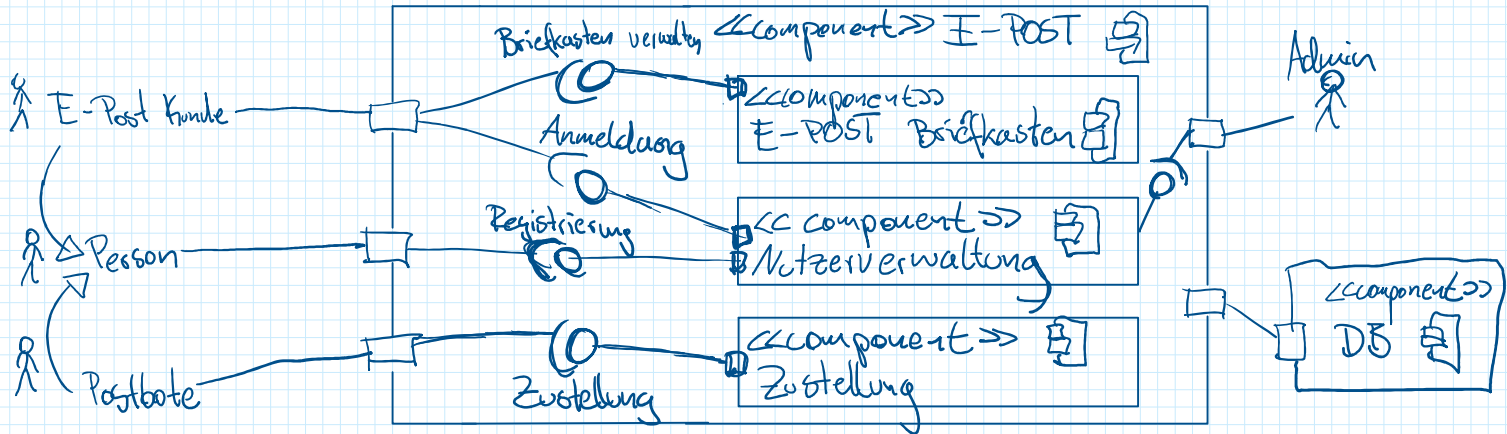 Briefkasten verwalten
<<component>> E-POST
Admin
E-Post Kunde
<<component>>
E-POST Briefkasten
Anmeldung
Registrierung
<<component>>
Nutzerverwaltung
Person
<<component>>
DB
<<component>>
Zustellung
Postbote
Zustellung